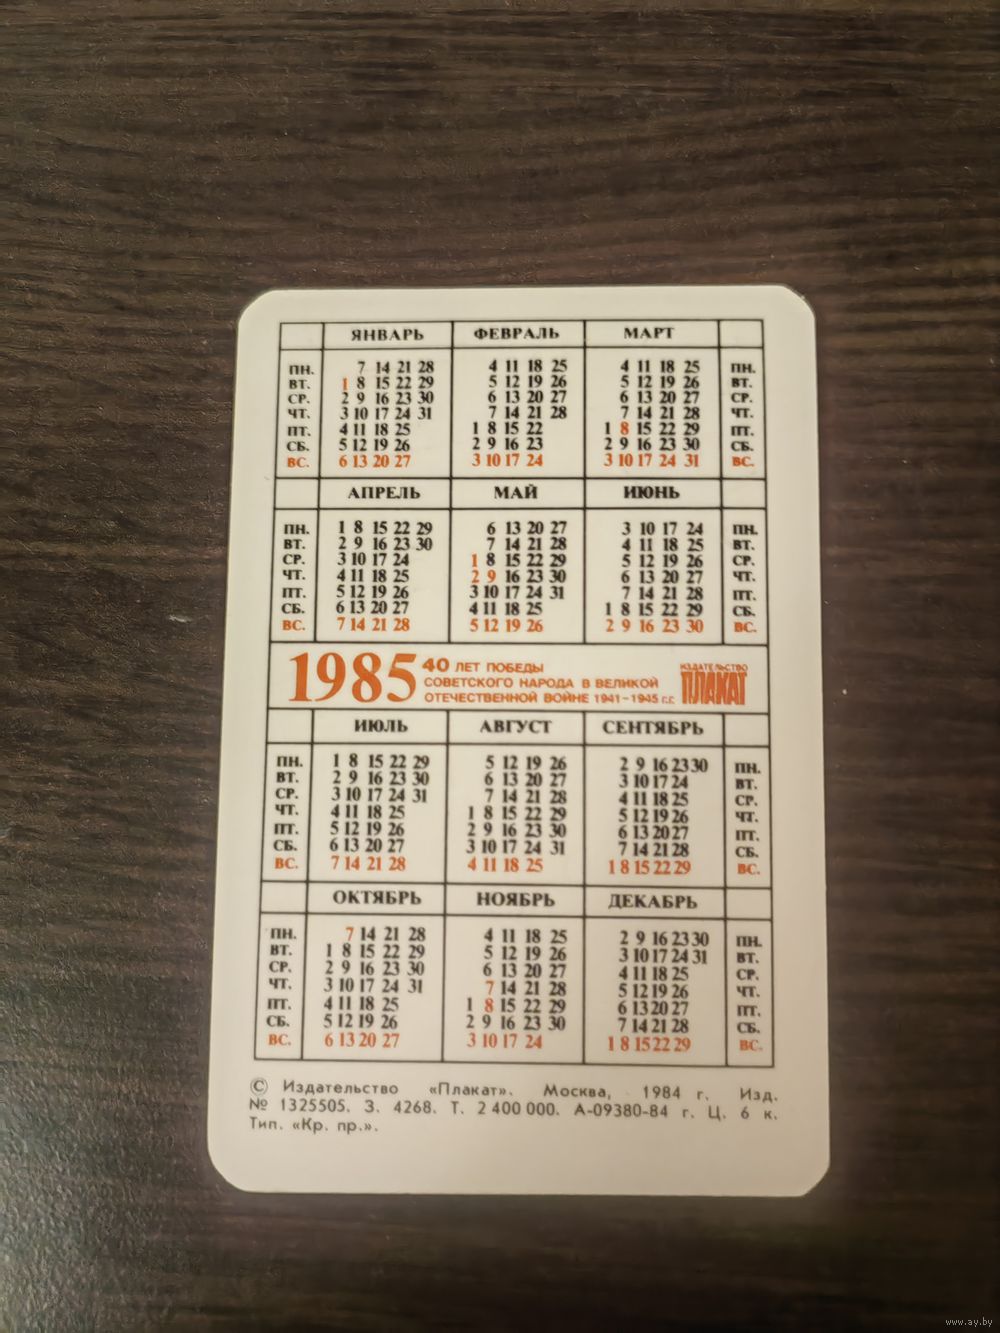 ЯНВАРЬ ФЕВРАЛЬ МАРТ
ПН. 7 14 21 28 4 11 18 25 4 11 18 25 ПН.
ВТ. 1 8 15 22 29 5 12 19 26 5 12 19 26 ВТ.
СР. 2 9 16 23 30 6 13 20 27 6 13 20 27 СР.
ЧТ. 3 10 17 24 31 7 14 21 28 7 14 21 28 ЧТ.
ПТ. 4 11 18 25 1 8 15 22 1 8 15 22 29 ПТ.
СБ. 5 12 19 26 2 9 16 23 2 9 16 23 30 СБ.
ВС. 6 13 20 27 3 10 17 24 3 10 17 24 31 ВС.
АПРЕЛЬ МАЙ ИЮНЬ
ПН. 1 8 15 22 29 6 13 20 27 3 10 17 24 ПН.
ВТ. 2 9 16 23 30 7 14 21 28 4 11 18 25 ВТ.
СР. 3 10 17 24 1 8 15 22 29 5 12 19 26 СР.
ЧТ. 4 11 18 25 2 9 16 23 30 6 13 20 27 ЧТ.
ПТ. 5 12 19 26 3 10 17 24 31 7 14 21 28 ПТ.
СБ. 6 13 20 27 4 11 18 25 1 8 15 22 29 СБ.
ВС. 7 14 21 28 5 12 19 26 2 9 16 23 30 ВС.
1985
40 ЛЕТ ПОБЕДЫ
СОВЕТСКОГО НАРОДА В ВЕЛИКОЙ
ОТЕЧЕСТВЕННОЙ ВОЙНЕ 1941-1945 г.г.
ИЗДАТЕЛЬСТВО
ПЛАКАТ
ИЮЛЬ АВГУСТ СЕНТЯБРЬ
ПН. 1 8 15 22 29 5 12 19 26 2 9 16 23 30 ПН.
ВТ. 2 9 16 23 30 6 13 20 27 3 10 17 24 ВТ.
СР. 3 10 17 24 31 7 14 21 28 4 11 18 25 СР.
ЧТ. 4 11 18 25 1 8 15 22 29 5 12 19 26 ЧТ.
ПТ. 5 12 19 26 2 9 16 23 30 6 13 20 27 ПТ.
СБ. 6 13 20 27 3 10 17 24 31 7 14 21 28 СБ.
ВС. 7 14 21 28 4 11 18 25 1 8 15 22 29 ВС.
ОКТЯБРЬ НОЯБРЬ ДЕКАБРЬ
ПН. 7 14 21 28 4 11 18 25 2 9 16 23 30 ПН.
ВТ. 1 8 15 22 29 5 12 19 26 3 10 17 24 31 ВТ.
СР. 2 9 16 23 30 6 13 20 27 4 11 18 25 СР.
ЧТ. 3 10 17 24 31 7 14 21 28 5 12 19 26 ЧТ.
ПТ. 4 11 18 25 1 8 15 22 29 6 13 20 27 ПТ.
СБ. 5 12 19 26 2 9 16 23 30 7 14 21 28 СБ.
ВС. 6 13 20 27 3 10 17 24 1 8 15 22 29 ВС.
© Издательство «Плакат». Москва, 1984 г. Изд.
№ 1325505. З. 4268. Т. 2 400 000. А-09380-84 г. Ц. 6 к.
Тип. «Кр. пр.».
www.ay.by